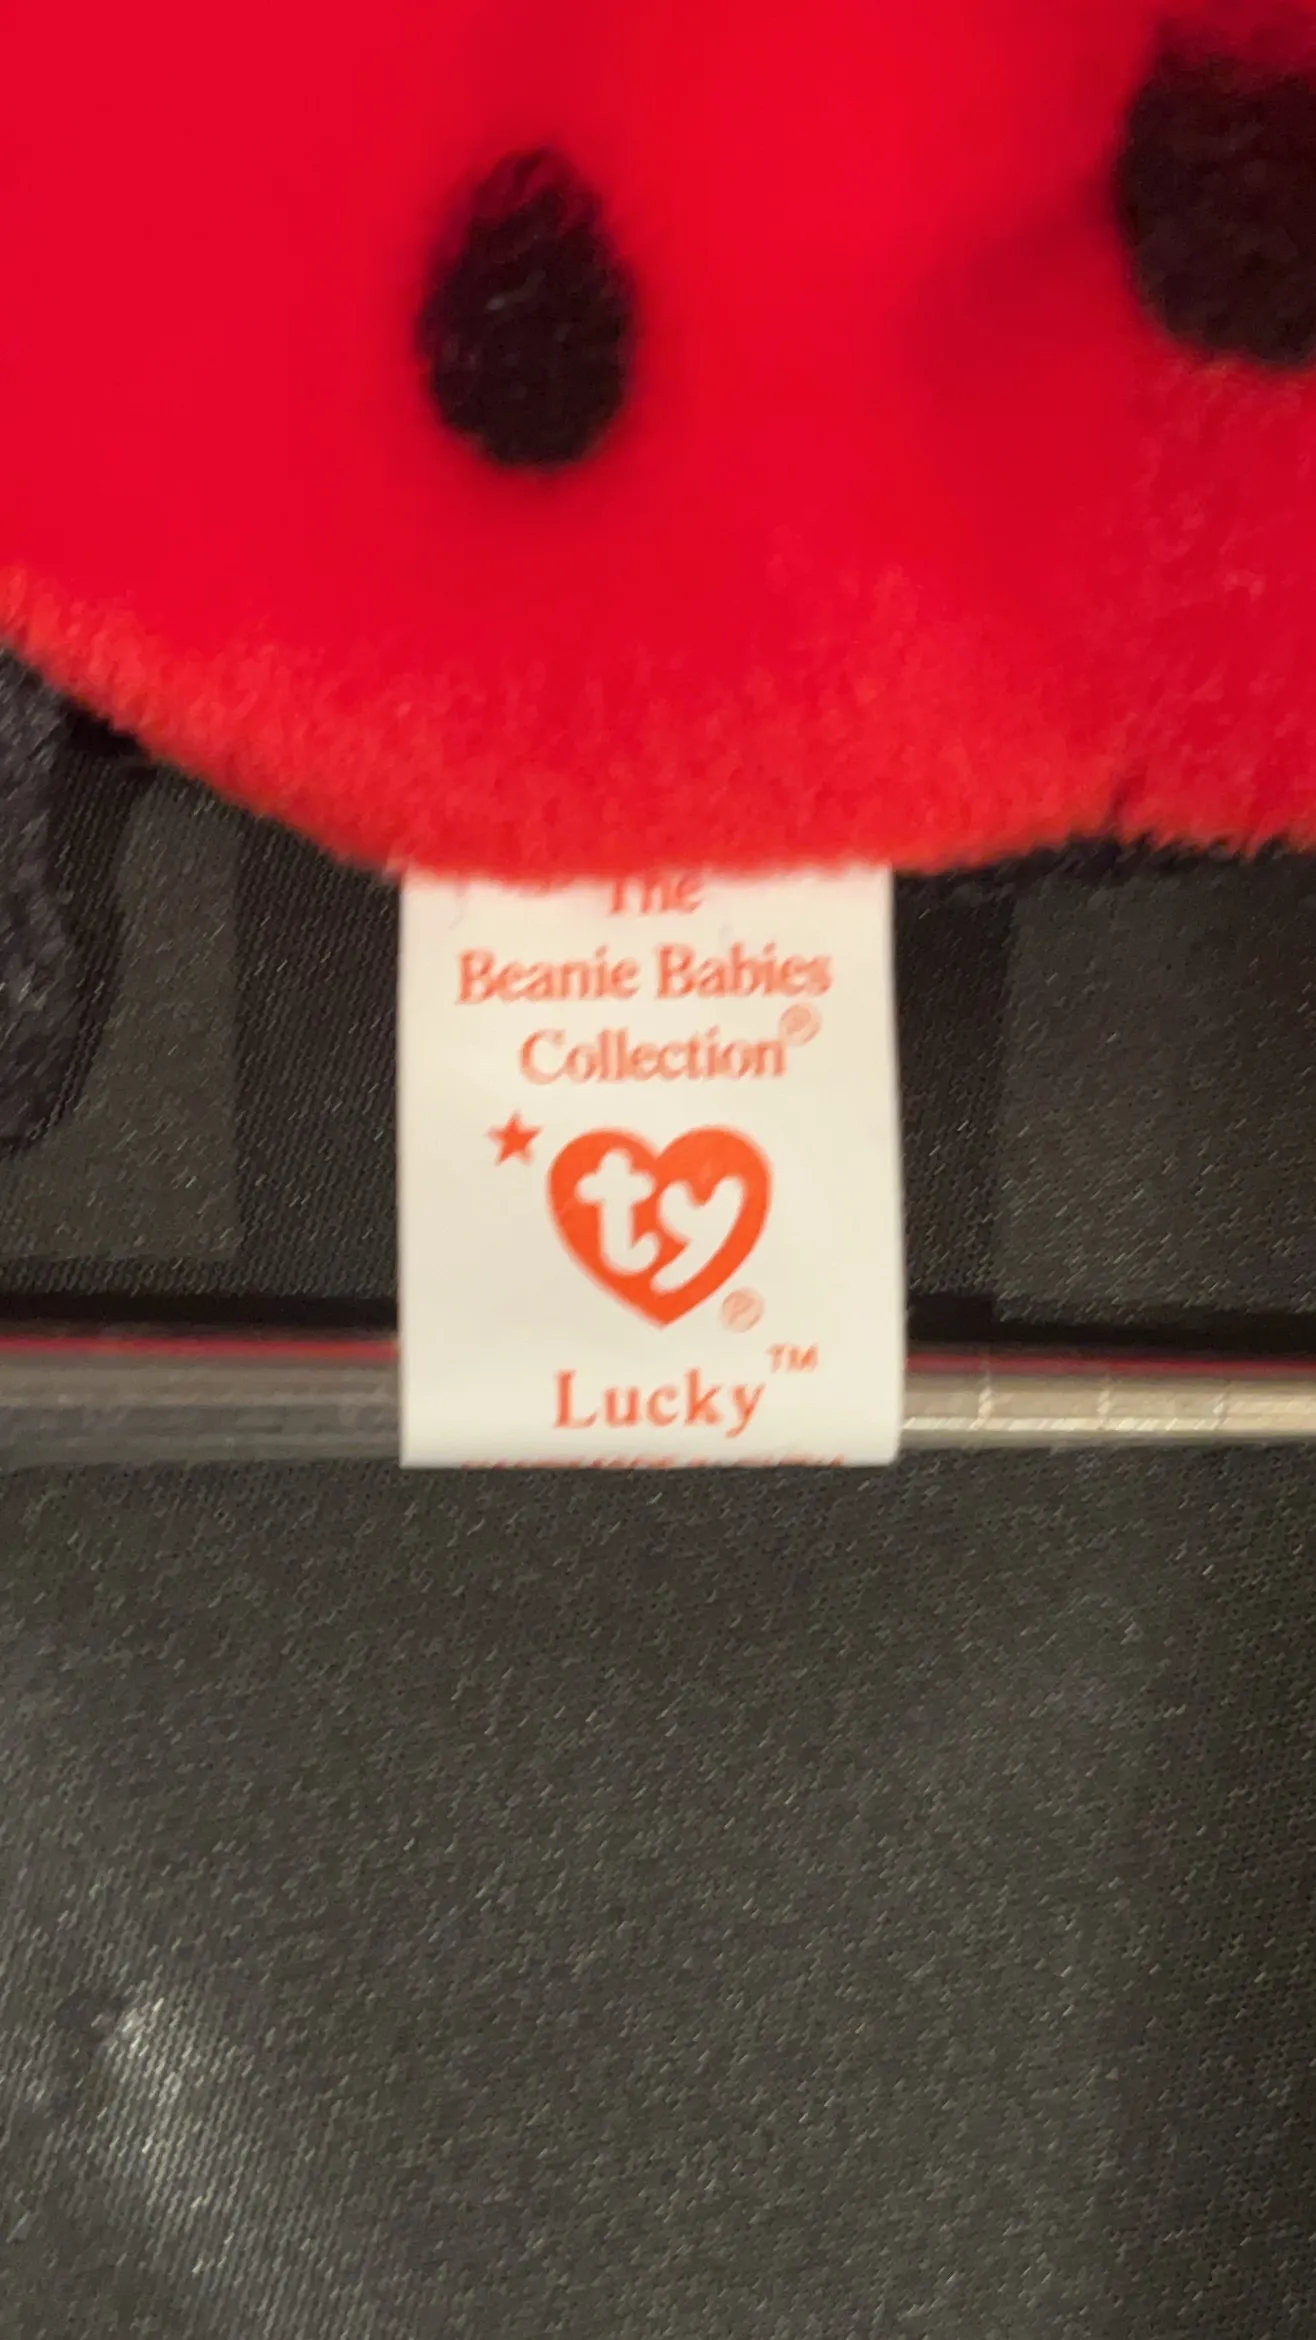 The
Beanie Babies
Collection®
ty®
Lucky™